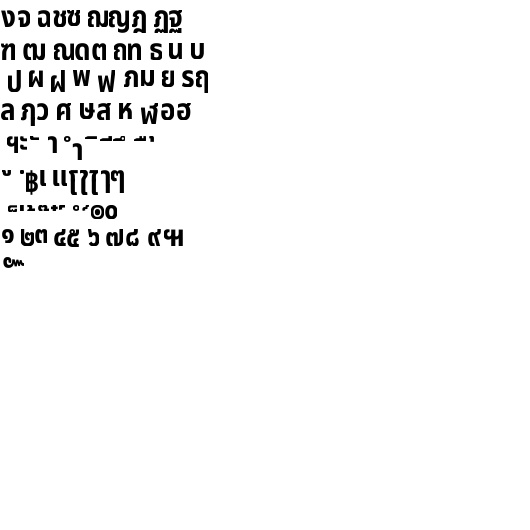 งจ ฉชซ ฌญฎ ฏฐ
ฑ ฒ ณดต ถท ธ น บ
ป ผ ฝ พ ฟ ภม ย รฤ
ล ฦว ศ ษส ห ฬอฮ
ฯะ ั า ำ
฿เ แโใไๅๆ
๏
๑ ๒๓ ๔๕ ๖ ๗๘ ๙๚
๛